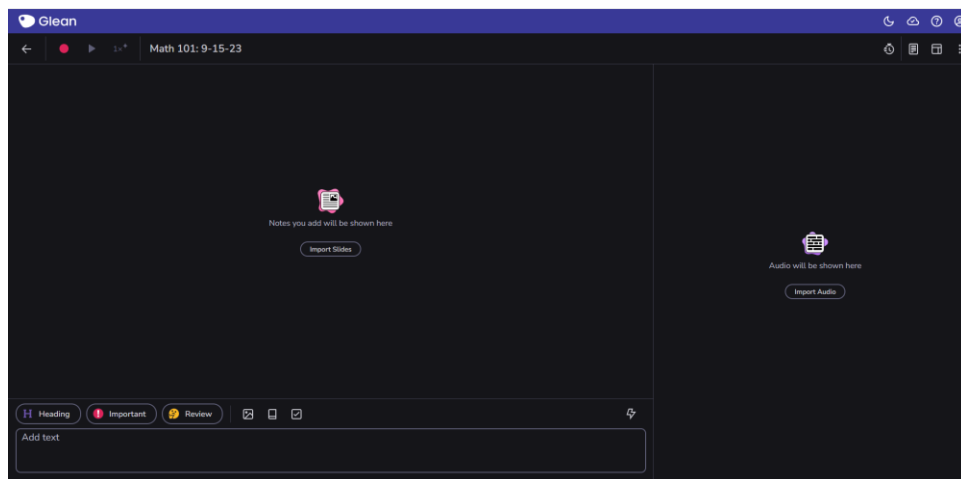 Glean
1x
Math 101: 9-15-23
Notes you add will be shown here
Import Slides
Audio will be shown here
Import Audio
H Heading
Important
Review
Add text